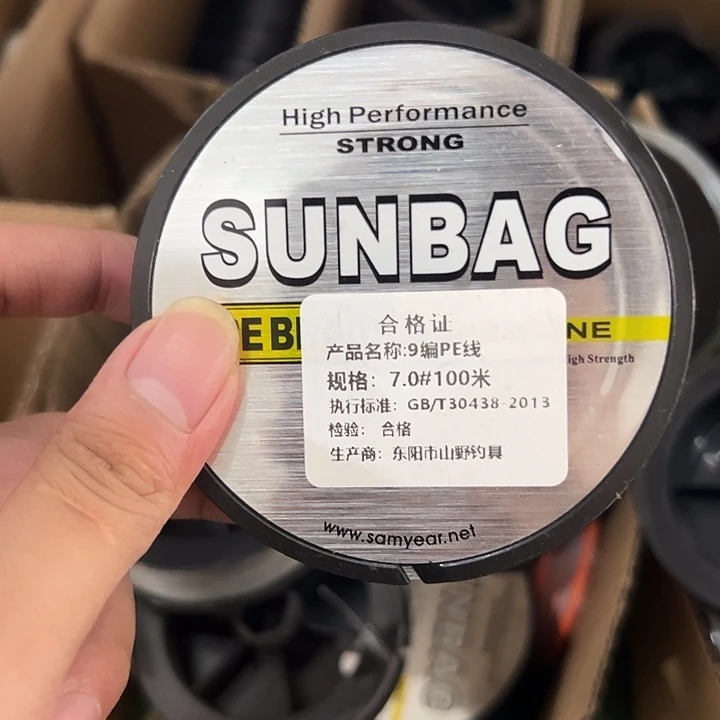 High Performance
STRONG
SUNBAG
E B NE
High Strength
合格证
产品名称:9编PE线
规格: 7.0#100米
执行标准: GB/T30438-2013
检验: 合格
生产商: 东阳市山野钓具
www.samyear.net